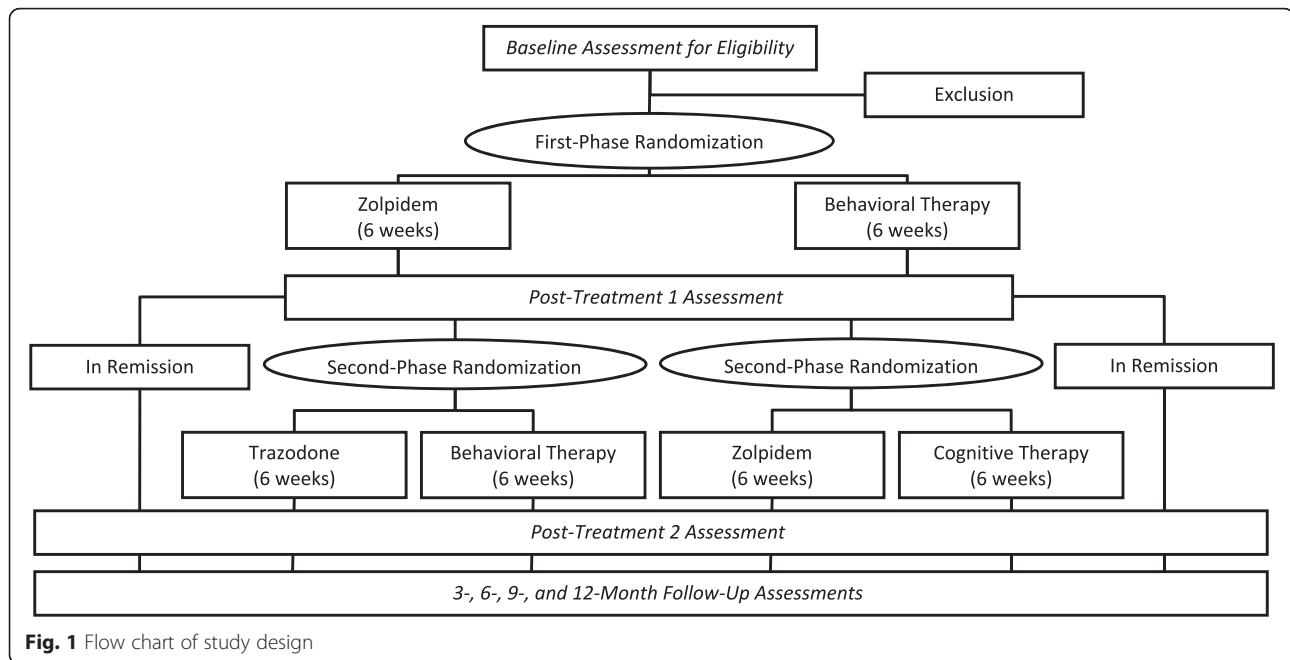 Baseline Assessment for Eligibility
Exclusion
First-Phase Randomization
Zolpidem
(6 weeks)
Behavioral Therapy
(6 weeks)
Post-Treatment 1 Assessment
In Remission
Second-Phase Randomization
Second-Phase Randomization
In Remission
Trazodone
(6 weeks)
Behavioral Therapy
(6 weeks)
Zolpidem
(6 weeks)
Cognitive Therapy
(6 weeks)
Post-Treatment 2 Assessment
3-, 6-, 9-, and 12-Month Follow-Up Assessments
Fig. 1 Flow chart of study design